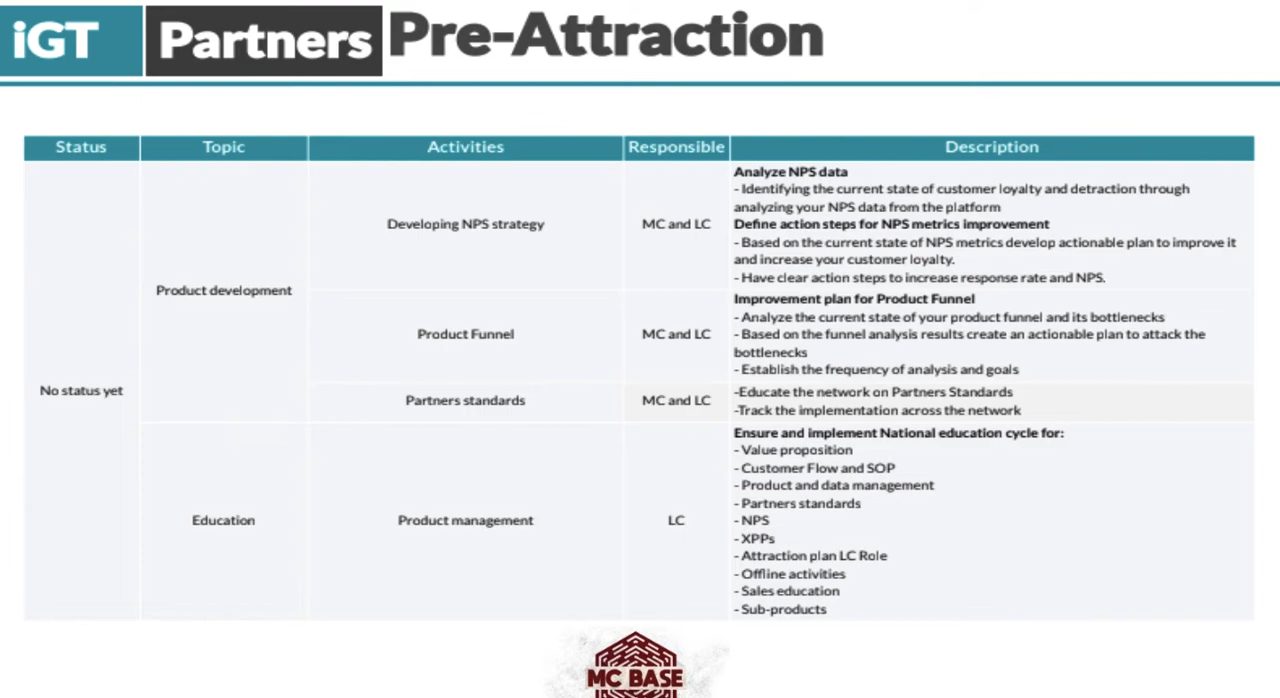 iGT Partners Pre-Attraction
Status Topic Activities Responsible Description
No status yet
Product development
Developing NPS strategy
MC and LC
Analyze NPS data
- Identifying the current state of customer loyalty and detraction through
analyzing your NPS data from the platform
Define action steps for NPS metrics improvement
- Based on the current state of NPS metrics develop actionable plan to improve it
and increase your customer loyalty.
- Have clear action steps to increase response rate and NPS.
Product Funnel
MC and LC
Improvement plan for Product Funnel
- Analyze the current state of your product funnel and its bottlenecks
- Based on the funnel analysis results create an actionable plan to attack the
bottlenecks
- Establish the frequency of analysis and goals
Partners standards
MC and LC
-Educate the network on Partners Standards
-Track the implementation across the network
Education
Product management
LC
Ensure and implement National education cycle for:
- Value proposition
- Customer Flow and SOP
- Product and data management
- Partners standards
- NPS
- XPPs
- Attraction plan LC Role
- Offline activities
- Sales education
- Sub-products
MC BASE